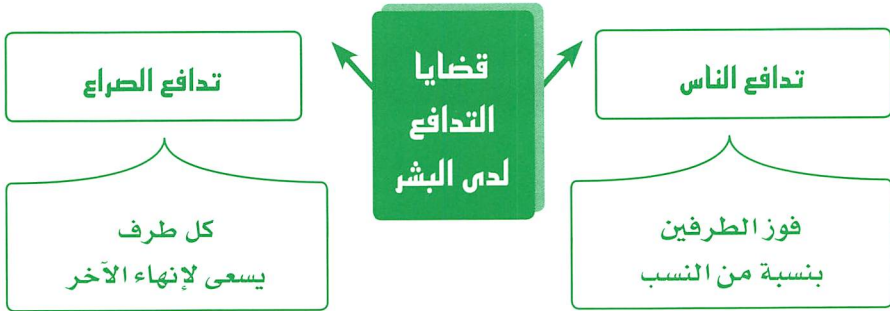 قضايا
التدافع
لدى البشر
تدافع الناس
فوز الطرفين
بنسبة من النسب
تدافع الصراع
كل طرف
يسعى لإنهاء الآخر